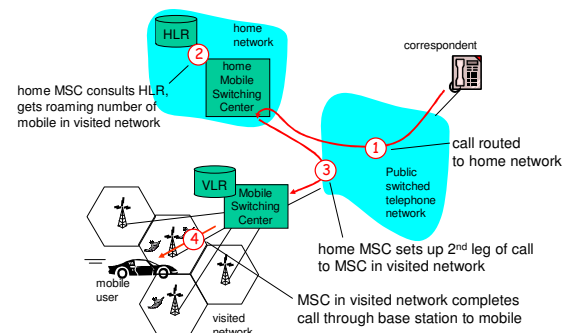 HLR
home
network
2
correspondent
home
Mobile
Switching
Center
home MSC consults HLR,
gets roaming number of
mobile in visited network
1
call routed
to home network
3
Public
switched
telephone
network
VLR
Mobile
Switching
Center
4
home MSC sets up 2nd leg of call
to MSC in visited network
mobile
user
MSC in visited network completes
call through base station to mobile
visited
network